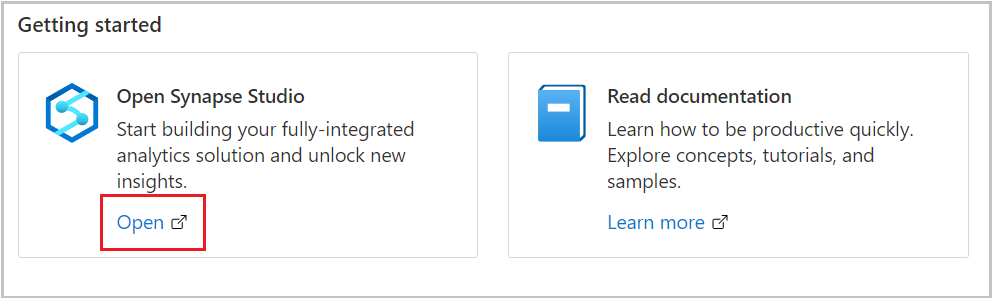 Getting started
Open Synapse Studio
Start building your fully-integrated
analytics solution and unlock new
insights.
Open
Read documentation
Learn how to be productive quickly.
Explore concepts, tutorials, and
samples.
Learn more